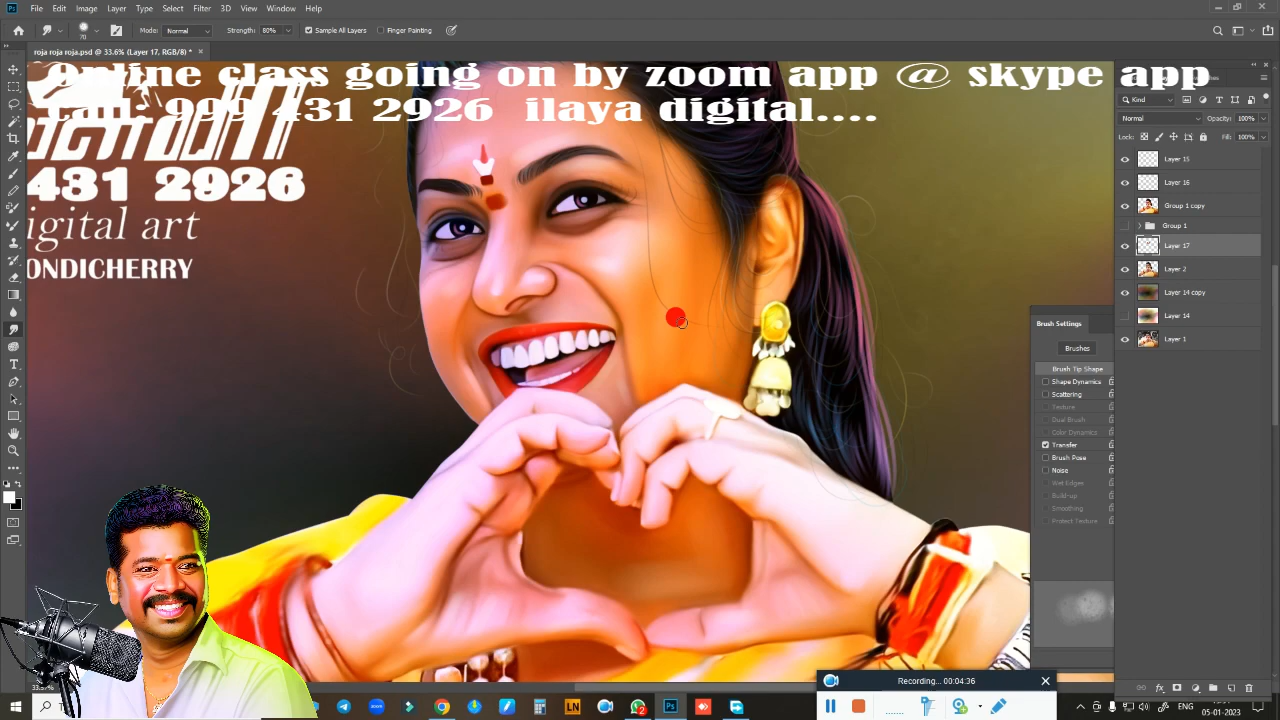 File Edit Image Layer Type Select Filter 3D View Window Help
Mode: Normal Strength: 80% Sample All Layers Finger Painting
70
roja roja roja.psd @ 33.6% (Layer 17, RGB/8) * ×
Online class going on by zoom app @ skype app
call : 999 431 2926 ilaya digital....
431 2926
igital art
ONDICHERRY
Kind
Normal Opacity: 100%
Lock: Fill: 100%
Layer 15
Layer 16
Group 1 copy
Group 1
Layer 17
Layer 2
Layer 14 copy
Layer 14
Layer 1
Brush Settings
Brushes
Brush Tip Shape
Shape Dynamics
Scattering
Texture
Dual Brush
Color Dynamics
Transfer
Brush Pose
Noise
Wet Edges
Build-up
Smoothing
Protect Texture
Recording... 00:04:36
ENG
05-01-2023